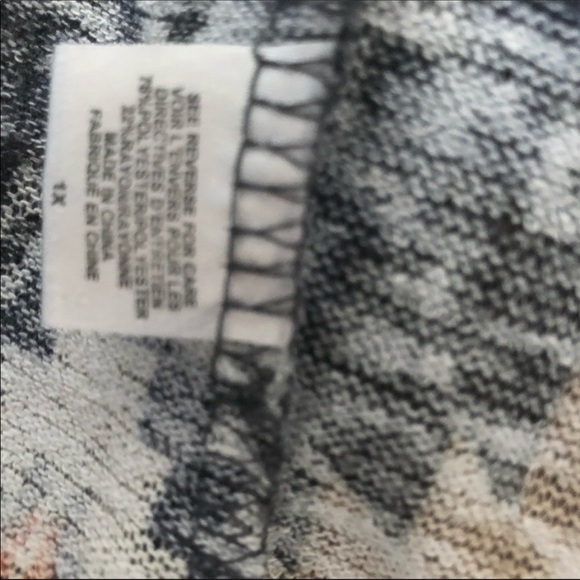 SEE REVERSE FOR CARE
VOIR L'ENVERS POUR LES
DIRECTIVES D'ENTRETIEN
POLYESTER/POLYESTER
RAYON/RAYONNE
MADE IN CHINA
FABRIQUÉ EN CHINE
1X